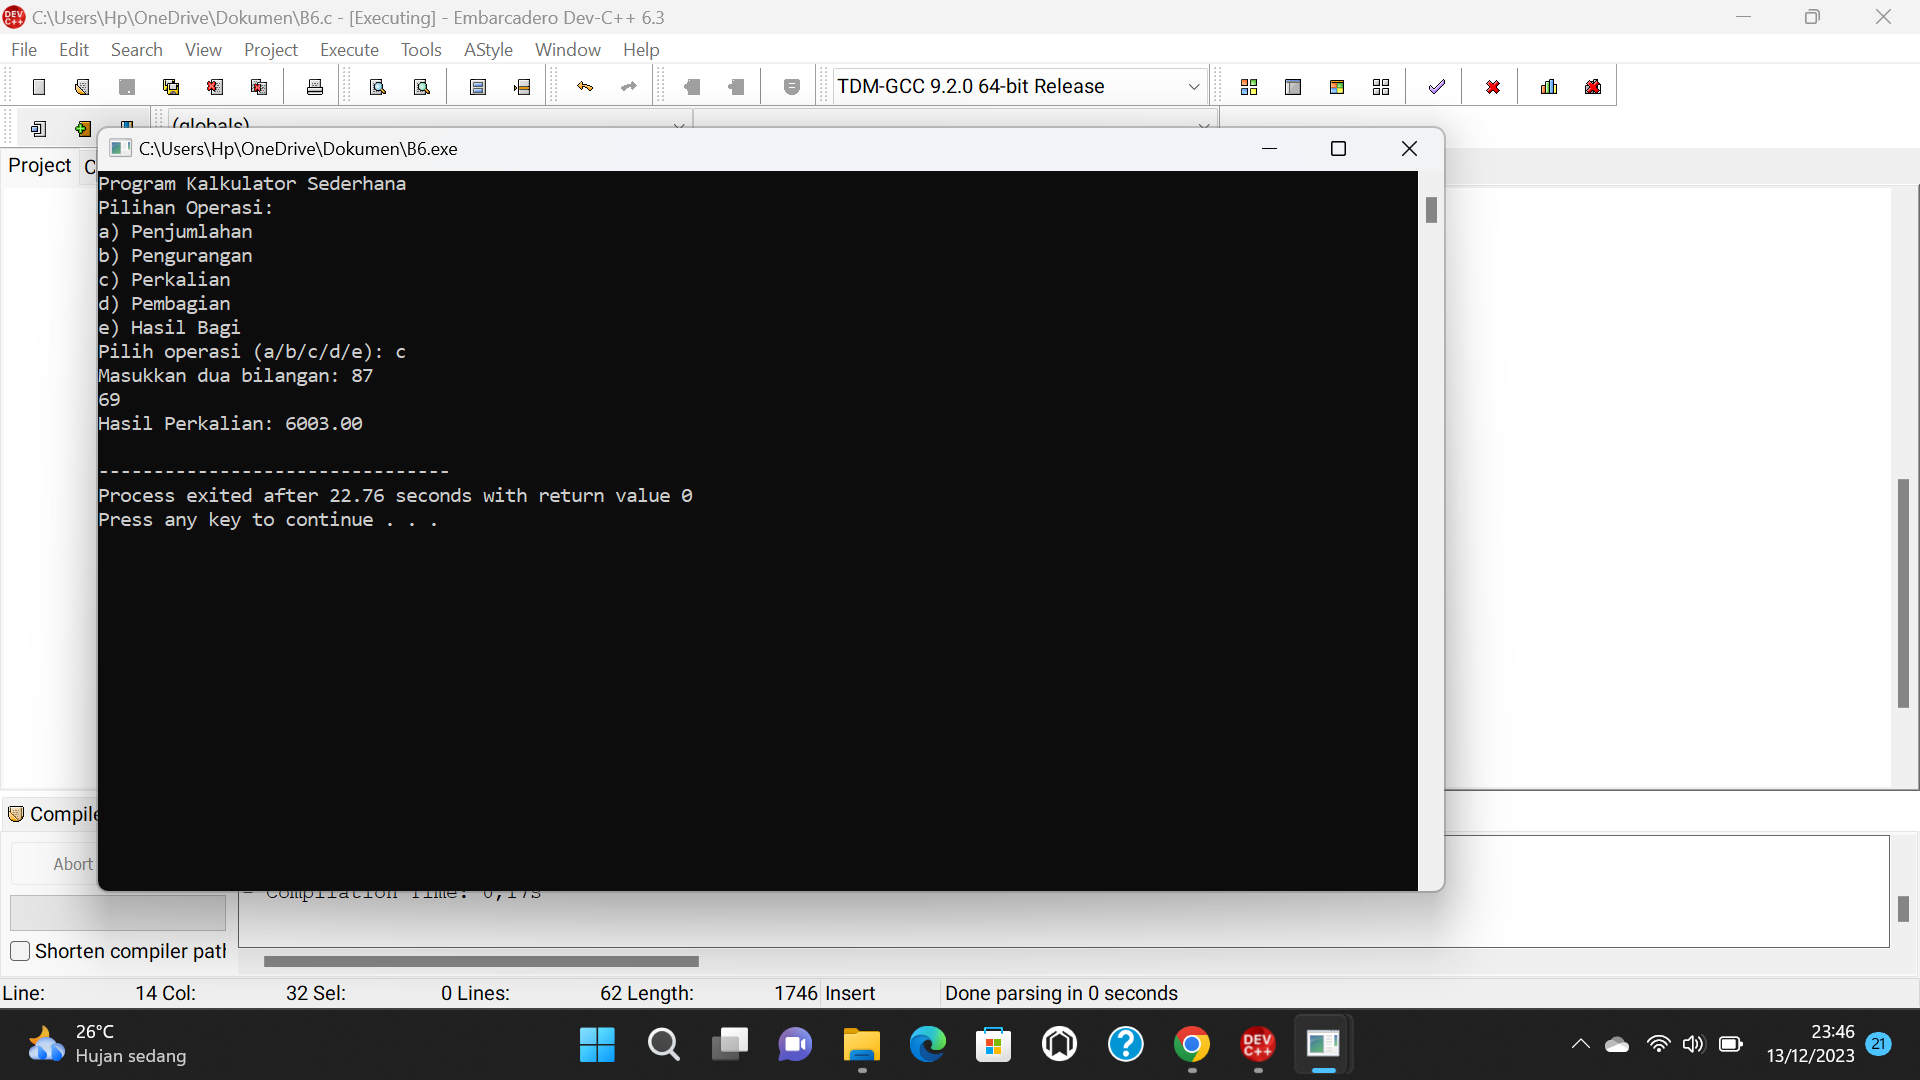 C:\Users\Hp\OneDrive\Dokumen\B6.c - [Executing] - Embarcadero Dev-C++ 6.3
File Edit Search View Project Execute Tools AStyle Window Help
TDM-GCC 9.2.0 64-bit Release
(globals)
C:\Users\Hp\OneDrive\Dokumen\B6.exe
Project C
Program Kalkulator Sederhana
Pilihan Operasi:
a) Penjumlahan
b) Pengurangan
c) Perkalian
d) Pembagian
e) Hasil Bagi
Pilih operasi (a/b/c/d/e): c
Masukkan dua bilangan: 87
69
Hasil Perkalian: 6003.00
--------------------------------
Process exited after 22.76 seconds with return value 0
Press any key to continue . . .
Compile
Abort
- Compilation Time: 0,17s
Shorten compiler path
Line: 14 Col: 32 Sel: 0 Lines: 62 Length: 1746 Insert Done parsing in 0 seconds
26°C
Hujan sedang
DEV C++
23:46
13/12/2023
21